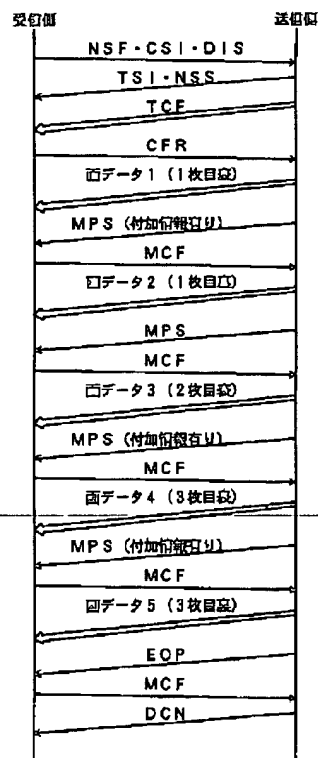 受信側
送信側
NSF・CSI・DIS
TSI・NSS
TCF
CFR
画データ1(1枚目表)
MPS(付加情報有り)
MCF
画データ2(1枚目裏)
MPS
MCF
画データ3(2枚目表)
MPS(付加情報有り)
MCF
画データ4(3枚目表)
MPS(付加情報有り)
MCF
画データ5(3枚目裏)
EOP
MCF
DCN